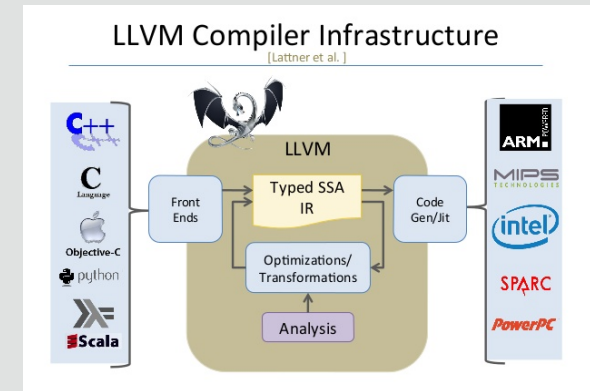 LLVM Compiler Infrastructure
[Lattner et al. ]
C++
C
Language
Objective-C
python
Scala
Front
Ends
LLVM
Typed SSA
IR
Optimizations/
Transformations
Analysis
Code
Gen/Jit
ARM
POWERED
MIPS
TECHNOLOGIES
intel
SPARC
PowerPC